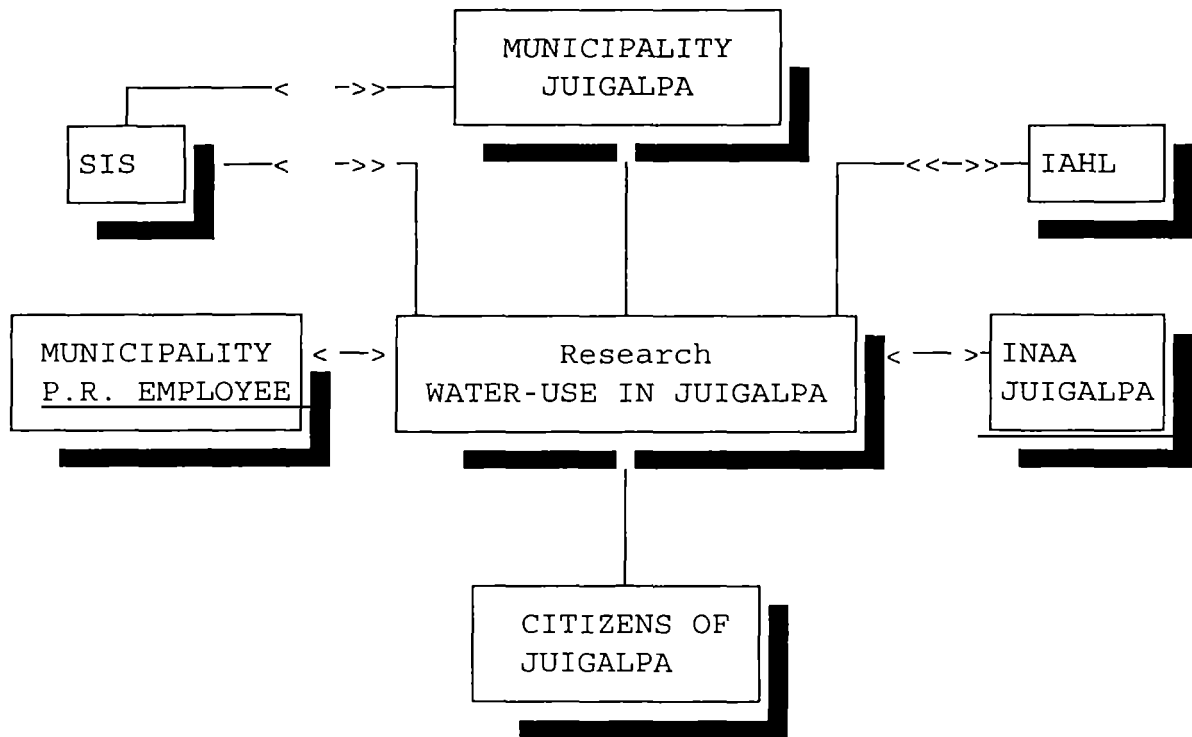 MUNICIPALITY
JUIGALPA
< ->>
SIS
< ->>
<<->>
IAHL
MUNICIPALITY
P.R. EMPLOYEE
< — >
Research
WATER-USE IN JUIGALPA
< — >
INAA
JUIGALPA
CITIZENS OF
JUIGALPA